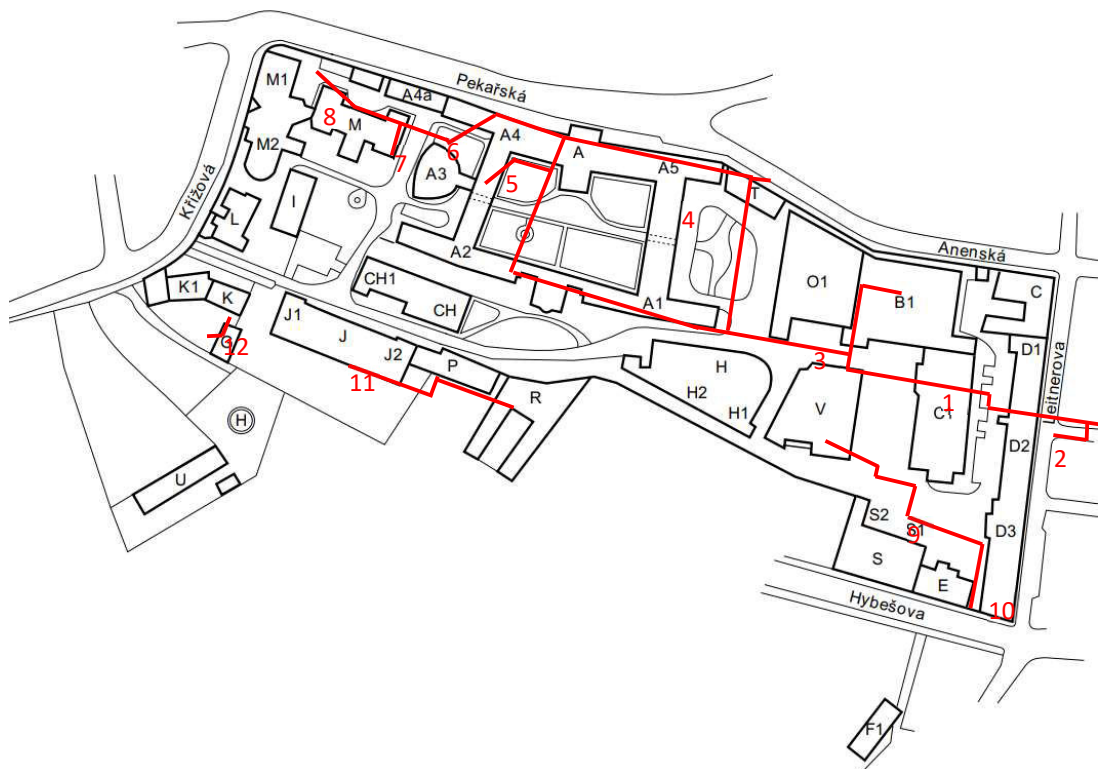 Pekařská
M1
A4a
8
M
A4
A
M2
7
6
A3
5
A5
T
Křižová
I
L
4
Anenská
A2
CH1
O1
B1
C
K1
K
CH
A1
J1
J
J2
12
G
3
D1
P
H
Leitnerova
11
R
H2
H1
V
1
C1
H
D2
2
U
S2
S1
9
D3
S
E
Hybešova
10
F1